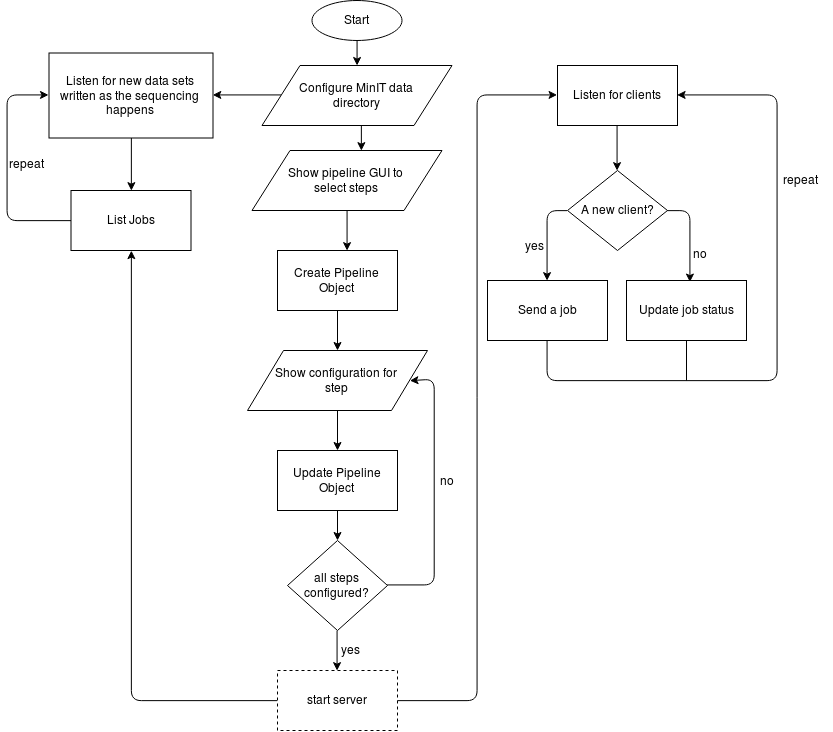 Start
Listen for new data sets
written as the sequencing
happens
Configure MinIT data
directory
Listen for clients
repeat
Show pipeline GUI to
select steps
repeat
List Jobs
A new client?
yes
no
Create Pipeline
Object
Send a job
Update job status
Show configuration for
step
Update Pipeline
Object
no
all steps
configured?
yes
start server